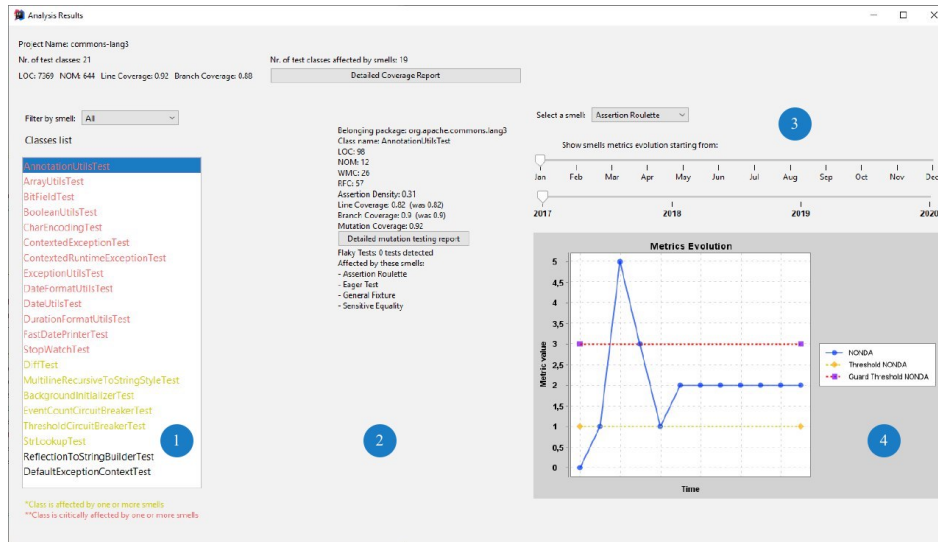 Analysis Results
Project Name: commons-lang3
Nr. of test classes: 21
Nr. of test classes affected by smells: 19
LOC: 7369 NOM: 644 Line Coverage: 0.92 Branch Coverage: 0.88
Detailed Coverage Report
Filter by smell: All
Classes list
AnnotationUtilsTest
ArrayUtilsTest
BitFieldTest
BooleanUtilsTest
CharEncodingTest
ContextedExceptionTest
ContextedRuntimeExceptionTest
ExceptionUtilsTest
DateFormatUtilsTest
DateUtilsTest
DurationFormatUtilsTest
FastDatePrinterTest
StopWatchTest
DiffTest
MultilineRecursiveToStringStyleTest
BackgroundInitializerTest
EventCountCircuitBreakerTest
ThresholdCircuitBreakerTest
StrLookupTest
ReflectionToStringBuilderTest
DefaultExceptionContextTest
1
*Class is affected by one or more smells
**Class is critically affected by one or more smells
Belonging package: org.apache.commons.lang3
Class name: AnnotationUtilsTest
LOC: 98
NOM: 12
WMC: 26
RFC: 57
Assertion Density: 0.31
Line Coverage: 0.82 (was 0.82)
Branch Coverage: 0.9 (was 0.9)
Mutation Coverage: 0.92
Detailed mutation testing report
Flaky Tests: 0 tests detected
Affected by these smells:
- Assertion Roulette
- Eager Test
- General Fixture
- Sensitive Equality
2
Select a smell: Assertion Roulette
3
Show smells metrics evolution starting from:
Jan Feb Mar Apr May Jun Jul Aug Sep Oct Nov Dec
2017 2018 2019 2020
Metrics Evolution
5
4,5
4
3,5
3
2,5
2
1,5
1
0,5
0
Metric value
Time
NONDA
Threshold NONDA
Guard Threshold NONDA
4